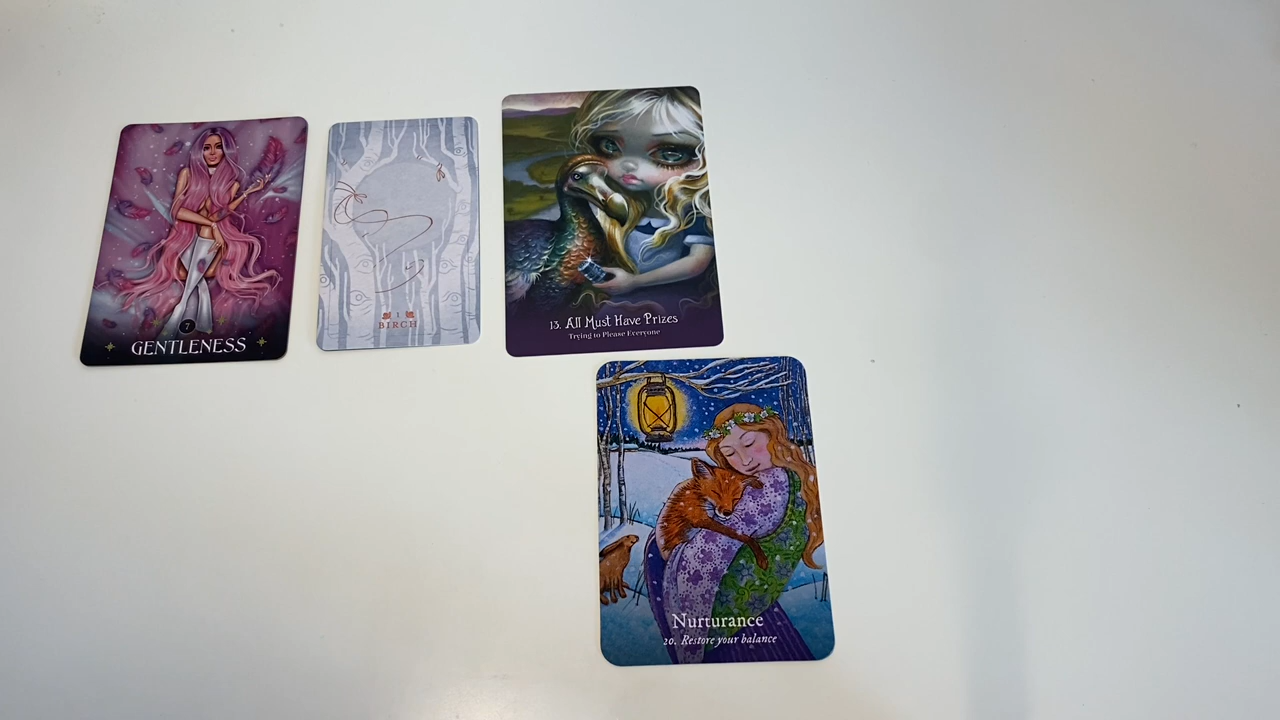 7
GENTLENESS
1
BIRCH
13. All Must Have Prizes
Trying to Please Everyone
Nurturance
20. Restore your balance